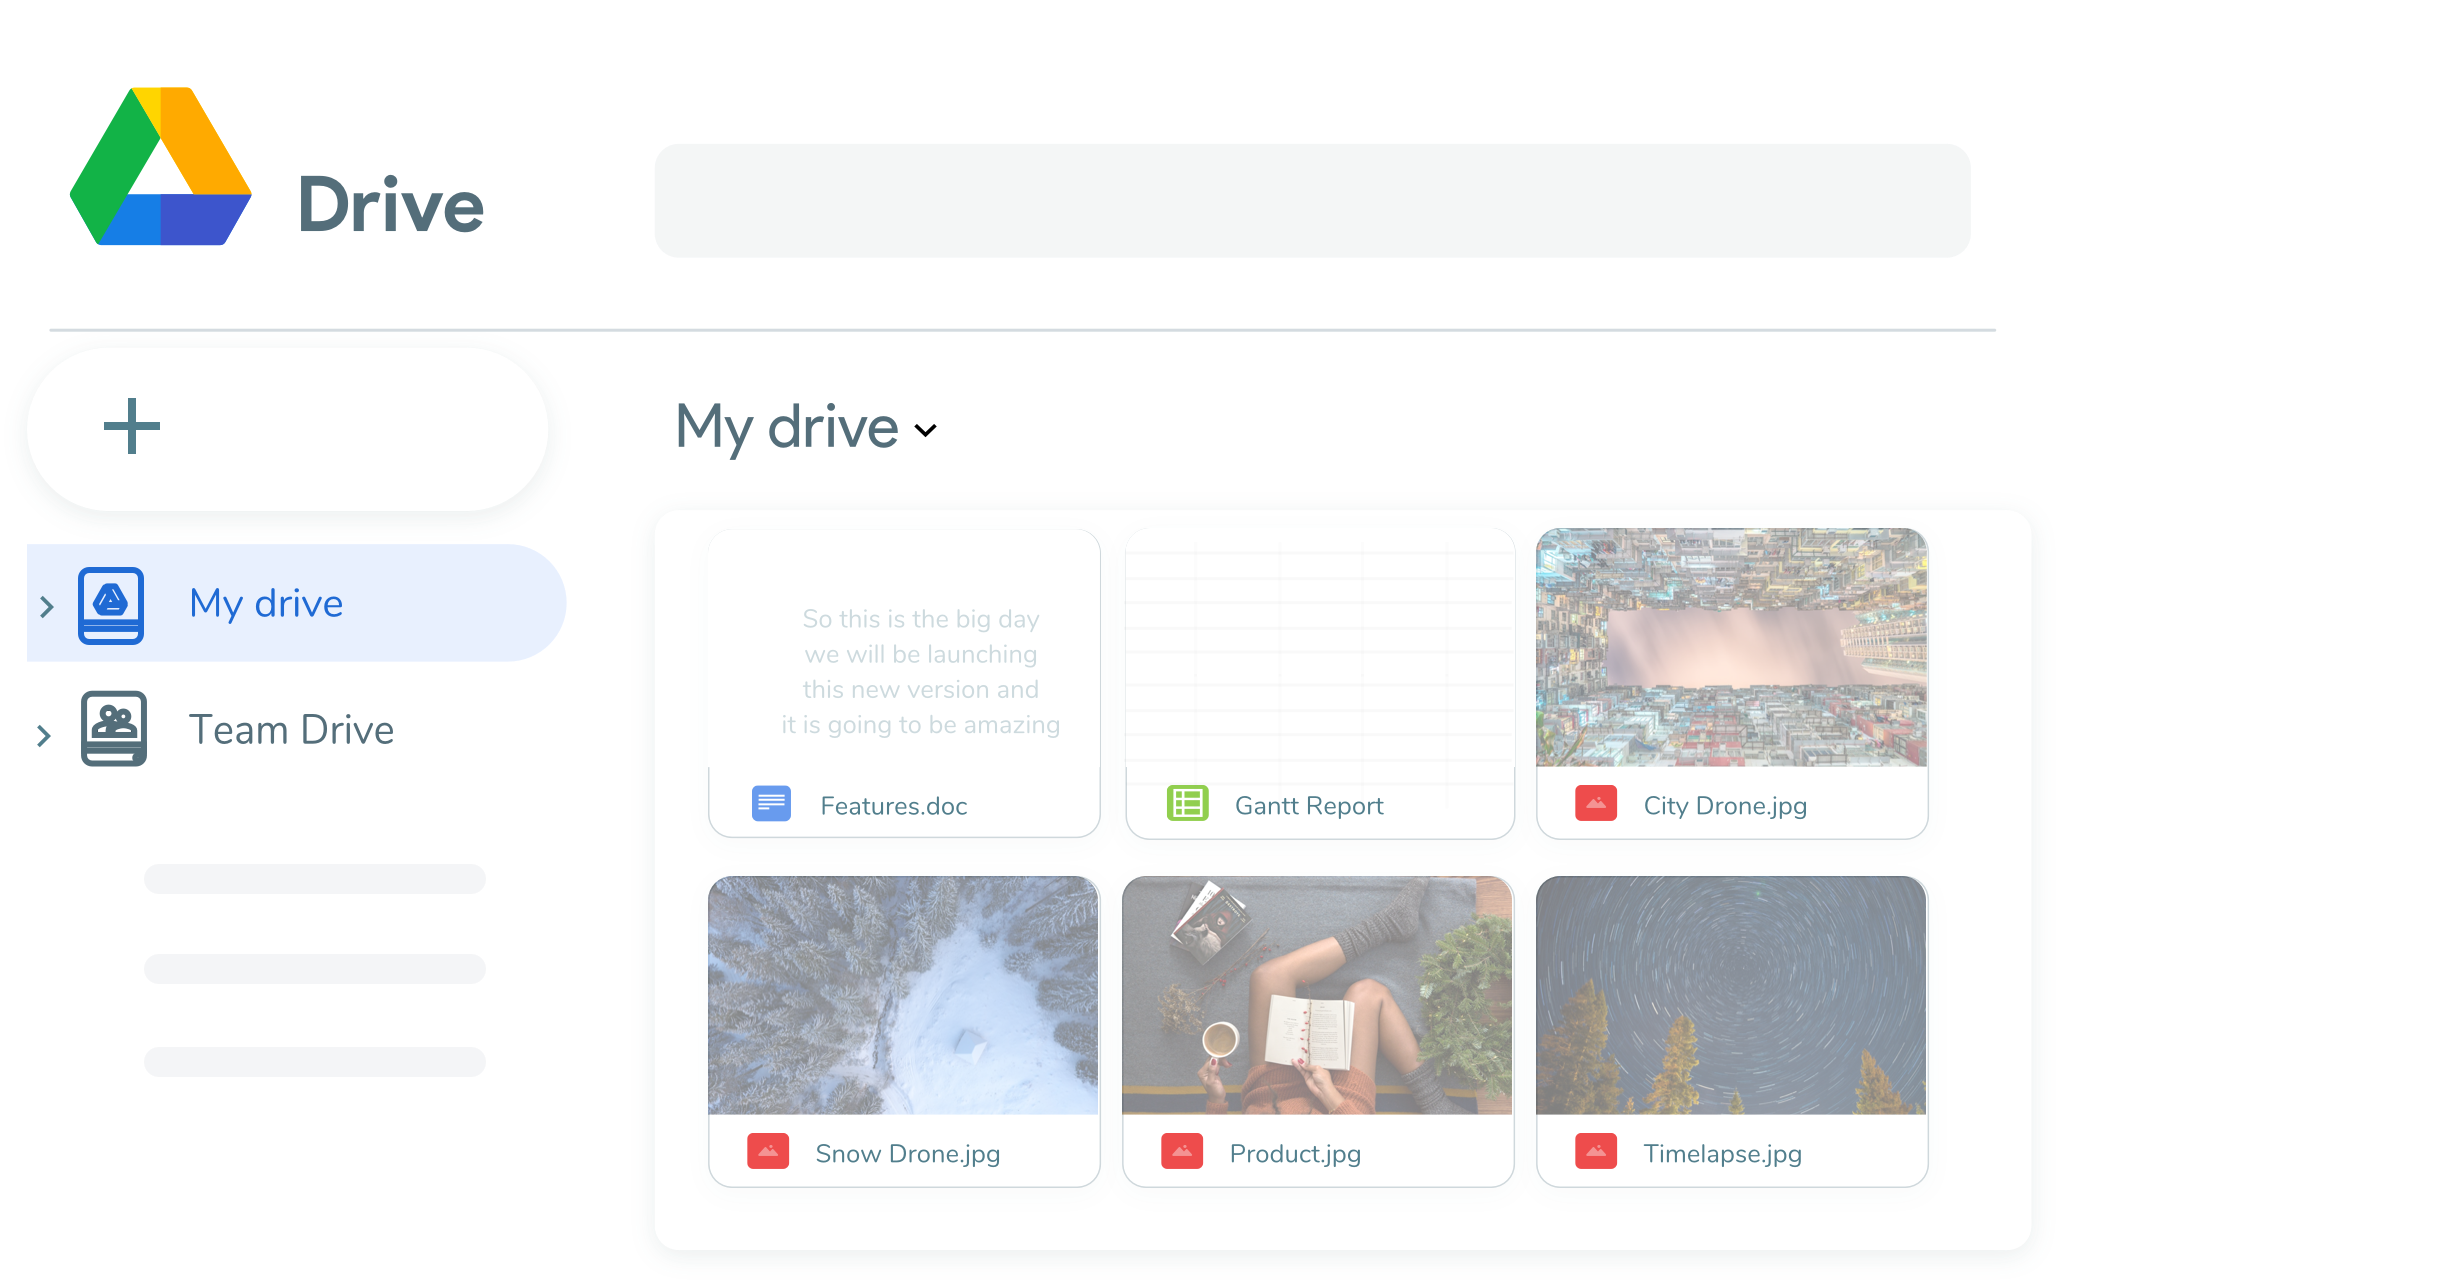 Drive
My drive
My drive
Team Drive
So this is the big day
we will be launching
this new version and
it is going to be amazing
Features.doc
Gantt Report
City Drone.jpg
Snow Drone.jpg
Product.jpg
Timelapse.jpg